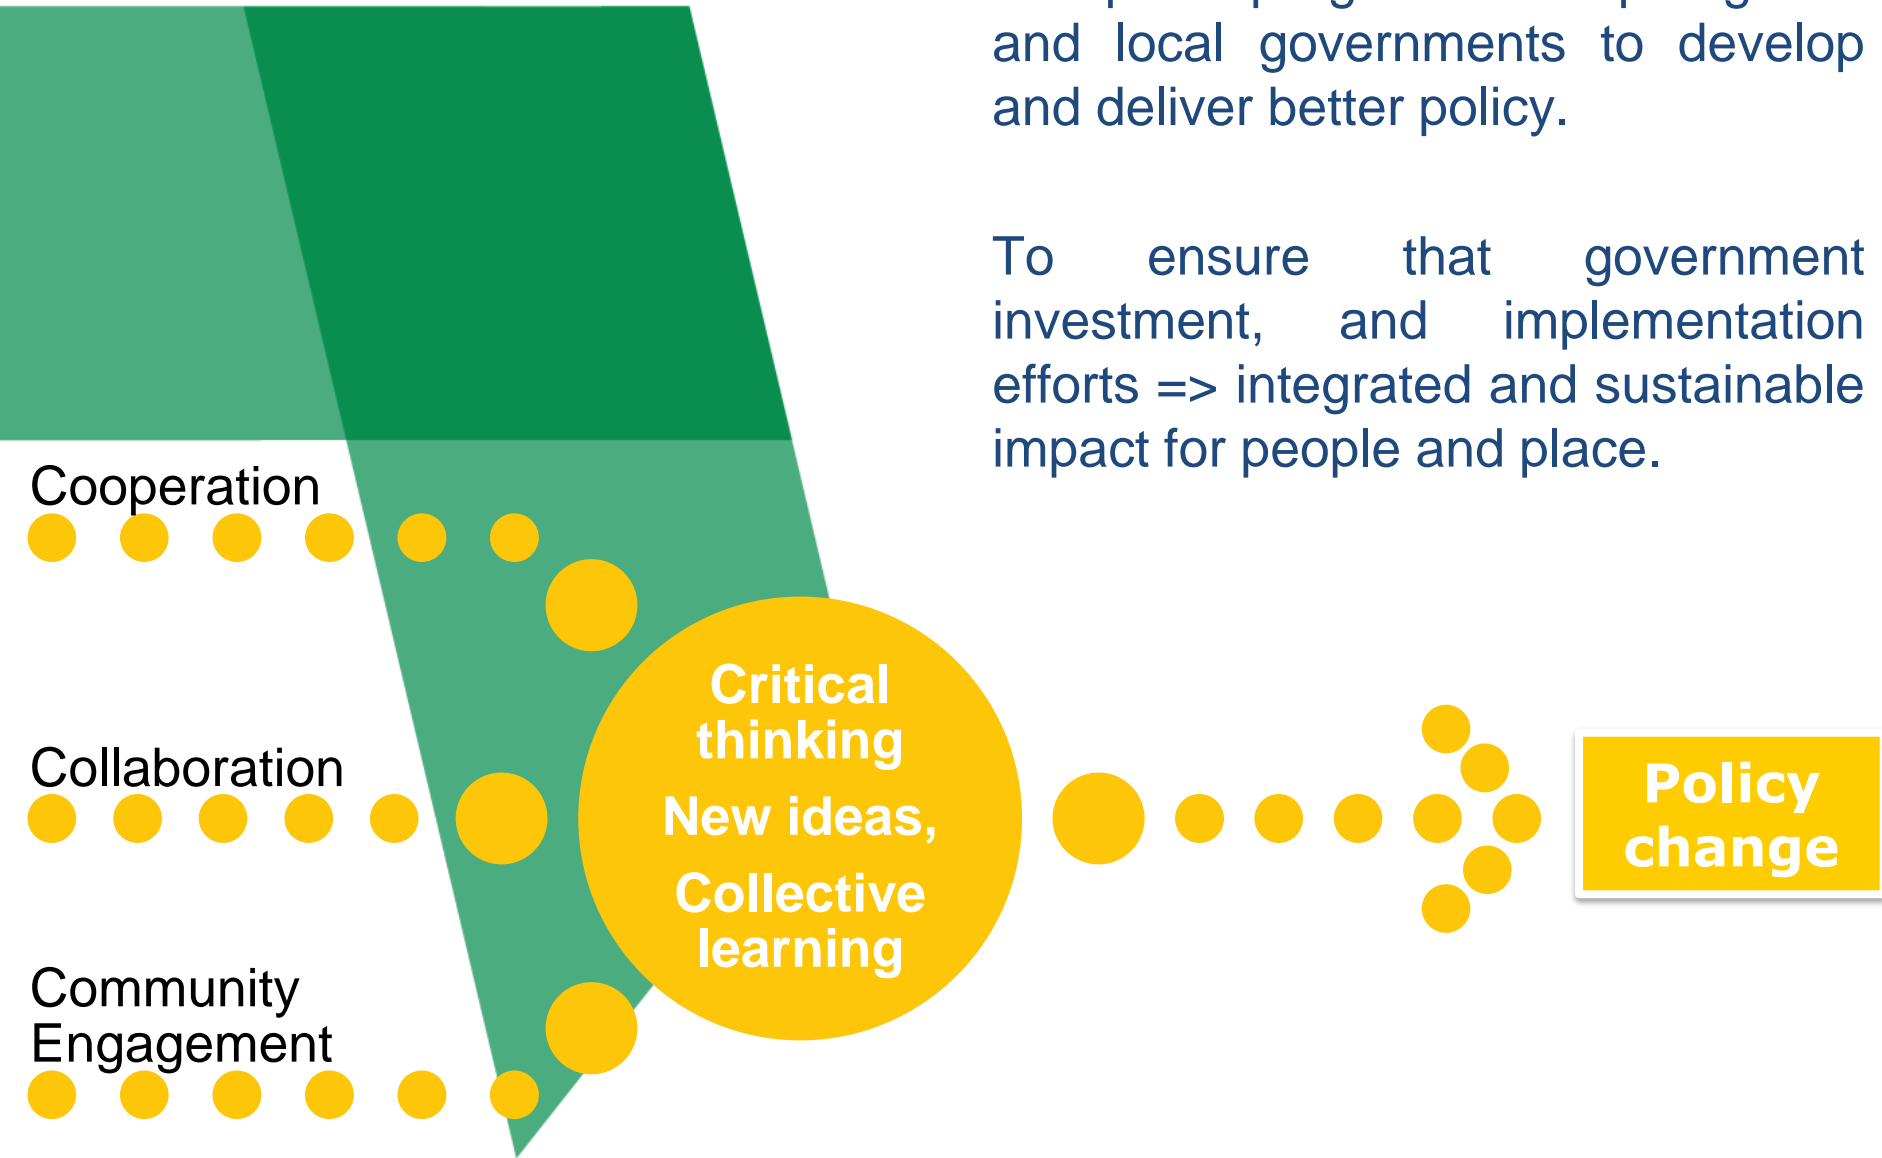 and local governments to develop
and deliver better policy.
To ensure that government
investment, and implementation
efforts => integrated and sustainable
impact for people and place.
Cooperation
Collaboration
Community
Engagement
Critical
thinking
New ideas,
Collective
learning
Policy
change